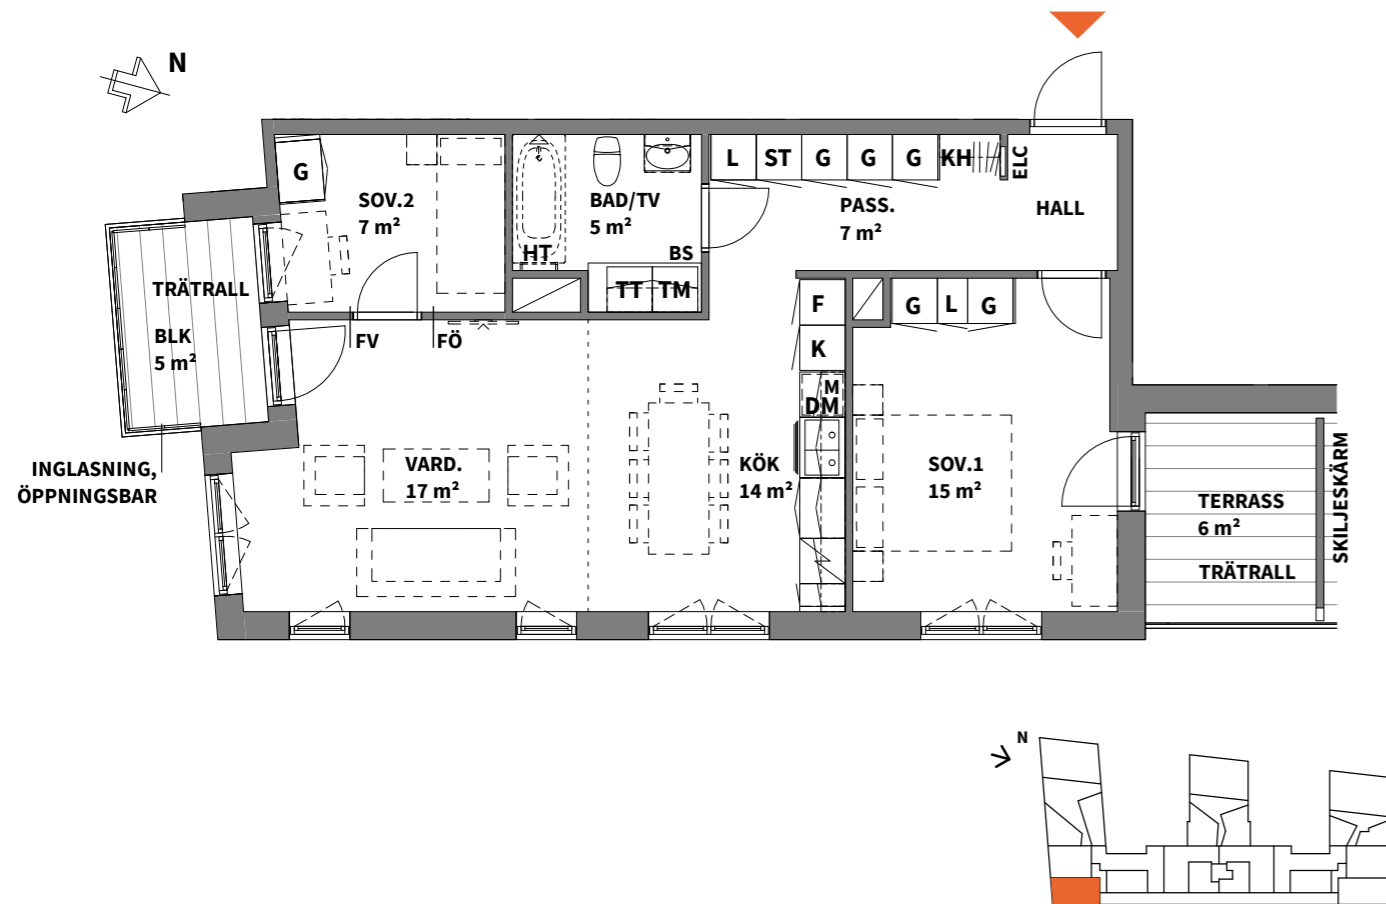 N
L
ST
G
G
G
KH
ELC
G
SOV.2
7 m²
BAD/TV
5 m²
PASS.
7 m²
HALL
HT
BS
TT
TM
TRÄTRALL
BLK
5 m²
FV
FÖ
F
K
M
DM
G
L
G
INGLASNING,
ÖPPNINGSBAR
VARD.
17 m²
KÖK
14 m²
SOV.1
15 m²
TERRASS
6 m²
TRÄTRALL
SKILJESKÄRM
N